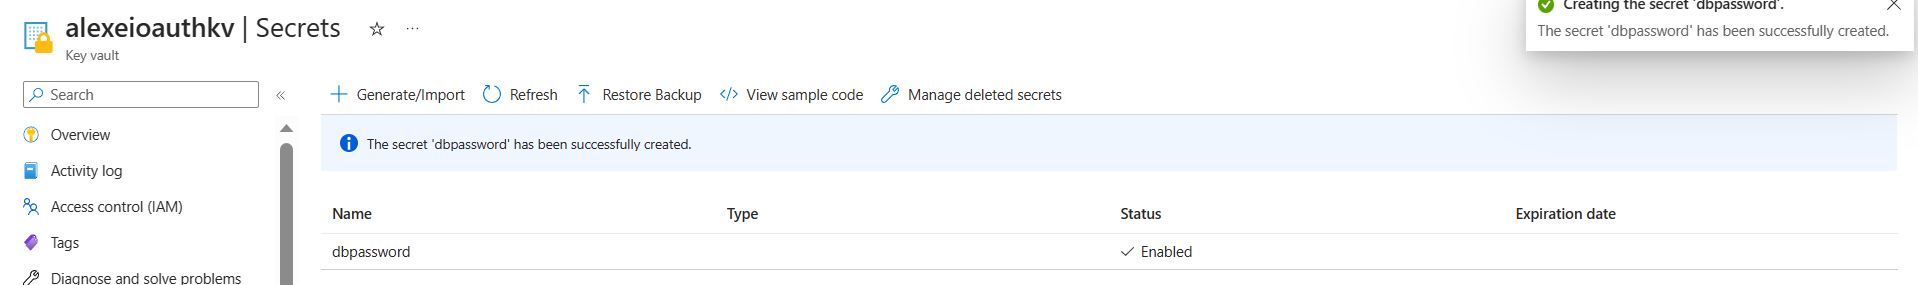 alexeioauthkv | Secrets
Key vault
Creating the secret 'dbpassword'.
The secret 'dbpassword' has been successfully created.
Search
Generate/Import Refresh Restore Backup View sample code Manage deleted secrets
Overview
Activity log
Access control (IAM)
Tags
Diagnose and solve problems
The secret 'dbpassword' has been successfully created.
Name Type Status Expiration date
dbpassword Enabled